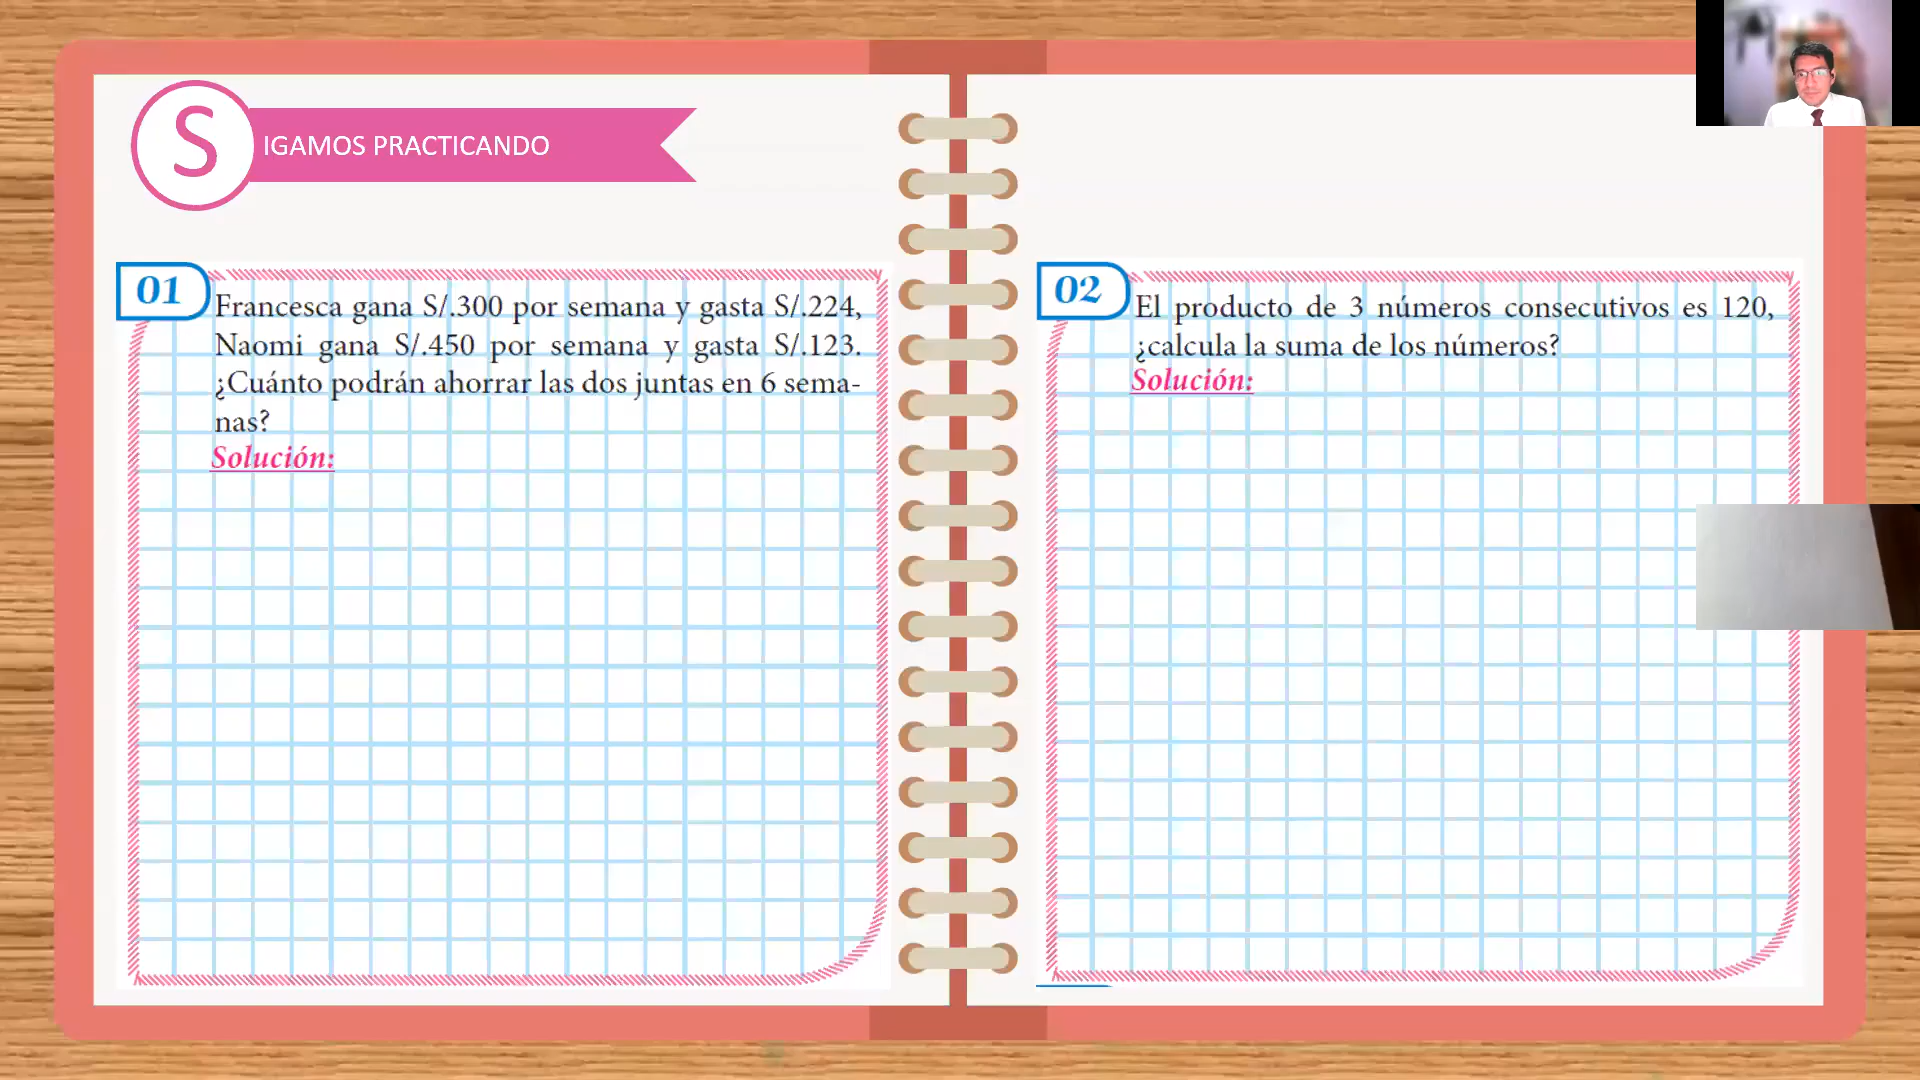 S IGAMOS PRACTICANDO
01
Francesca gana S/.300 por semana y gasta S/.224,
Naomi gana S/.450 por semana y gasta S/.123.
¿Cuánto podrán ahorrar las dos juntas en 6 sema-
nas?
Solución:
02
El producto de 3 números consecutivos es 120,
¿calcula la suma de los números?
Solución: